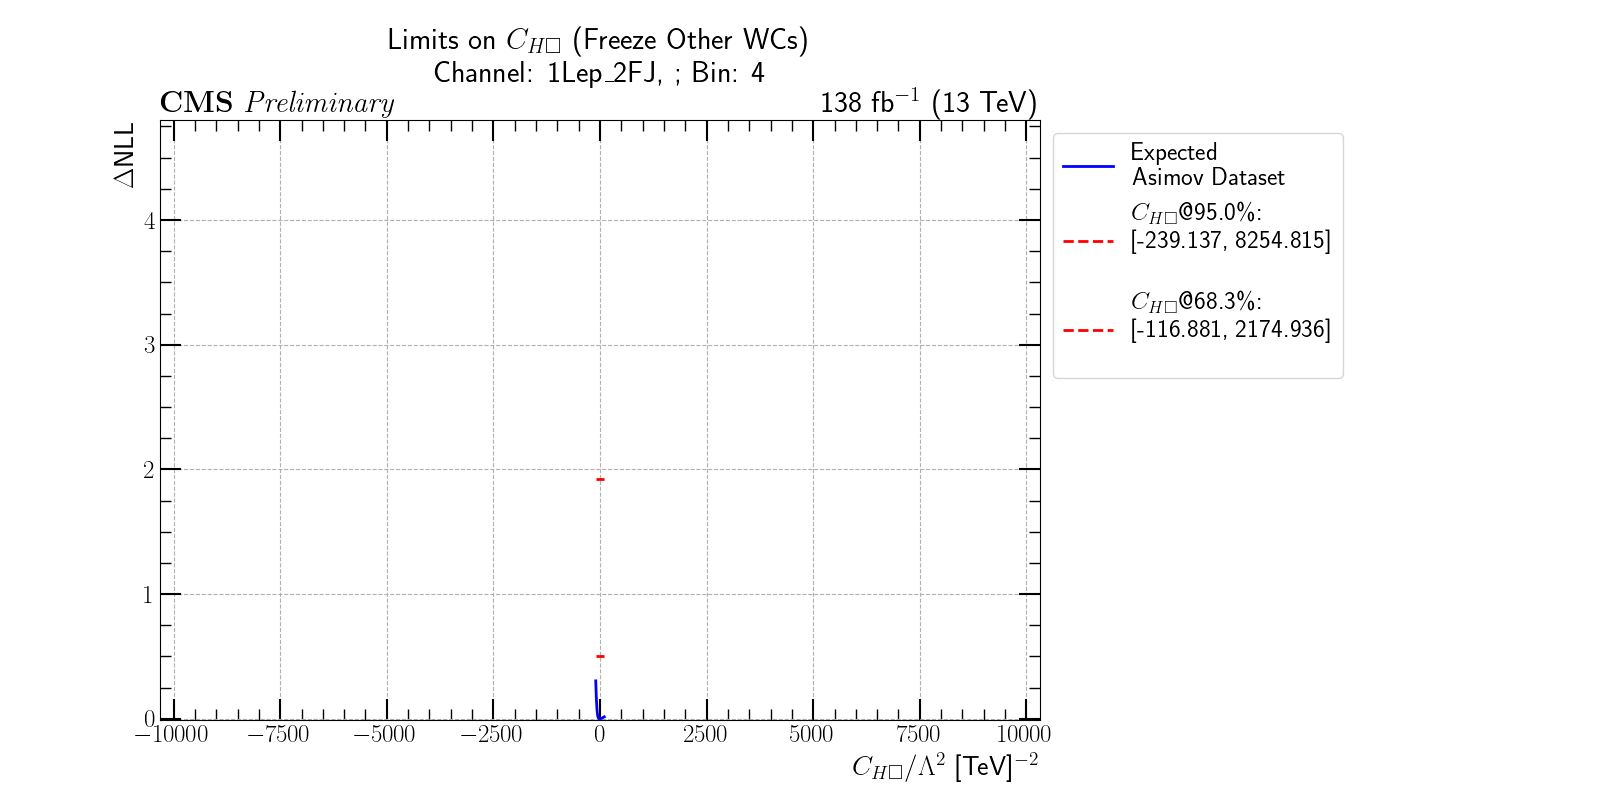 Limits on C_{H□} (Freeze Other WCs)
Channel: 1Lep_2FJ, ; Bin: 4
CMS Preliminary 138 fb⁻¹ (13 TeV)
ΔNLL
4
3
2
1
0
−10000 −7500 −5000 −2500 0 2500 5000 7500 10000
C_{H□}/Λ² [TeV]⁻²
Expected
Asimov Dataset
C_{H□}@95.0%:
[-239.137, 8254.815]
C_{H□}@68.3%:
[-116.881, 2174.936]